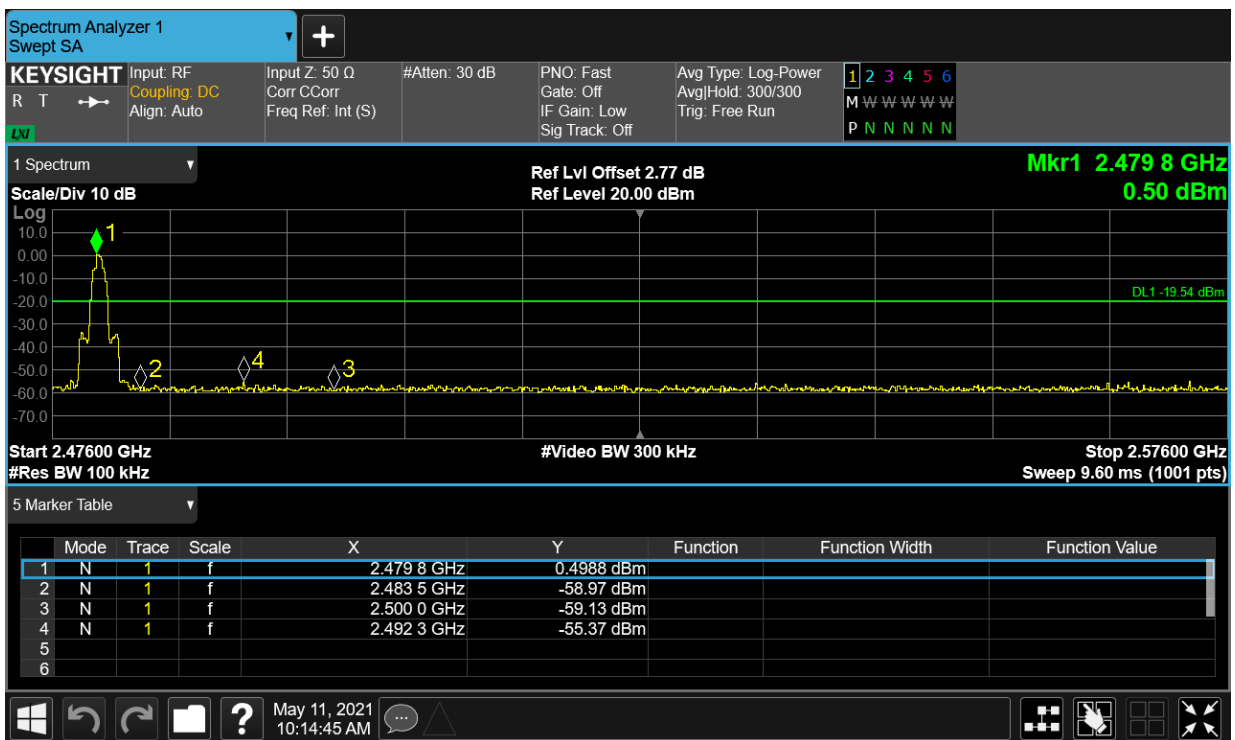 Spectrum Analyzer 1
Swept SA
KEYSIGHT
R T
LXI
Input: RF
Coupling: DC
Align: Auto
Input Z: 50 Ω
Corr CCorr
Freq Ref: Int (S)
#Atten: 30 dB
PNO: Fast
Gate: Off
IF Gain: Low
Sig Track: Off
Avg Type: Log-Power
Avg|Hold: 300/300
Trig: Free Run
1 2 3 4 5 6
M W W W W W
P N N N N N
1 Spectrum
Scale/Div 10 dB
Ref Lvl Offset 2.77 dB
Ref Level 20.00 dBm
Mkr1 2.479 8 GHz
0.50 dBm
Log
10.0
0.00
-10.0
-20.0
-30.0
-40.0
-50.0
-60.0
-70.0
1
2
4
3
DL1 -19.54 dBm
Start 2.47600 GHz
#Video BW 300 kHz
Stop 2.57600 GHz
#Res BW 100 kHz
Sweep 9.60 ms (1001 pts)
5 Marker Table
Mode Trace Scale X Y Function Function Width Function Value
1 N 1 f 2.479 8 GHz 0.4988 dBm
2 N 1 f 2.483 5 GHz -58.97 dBm
3 N 1 f 2.500 0 GHz -59.13 dBm
4 N 1 f 2.492 3 GHz -55.37 dBm
5
6
?
May 11, 2021
10:14:45 AM